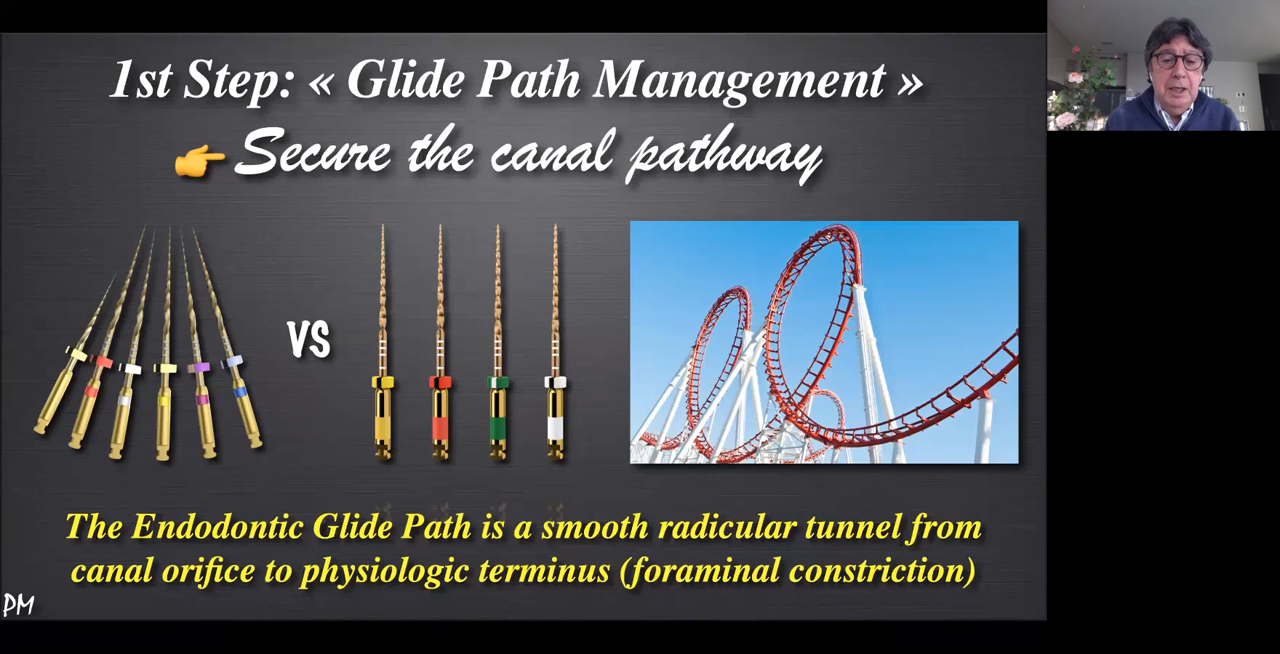 1st Step: « Glide Path Management »
👉 Secure the canal pathway
VS
The Endodontic Glide Path is a smooth radicular tunnel from
canal orifice to physiologic terminus (foraminal constriction)
PM